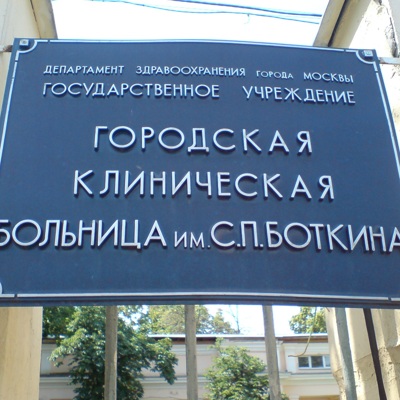 ДЕПАРТАМЕНТ ЗДРАВООХРАНЕНИЯ ГОРОДА МОСКВЫ
ГОСУДАРСТВЕННОЕ УЧРЕЖДЕНИЕ
ГОРОДСКАЯ
КЛИНИЧЕСКАЯ
БОЛЬНИЦА ИМ. С.П.БОТКИНА